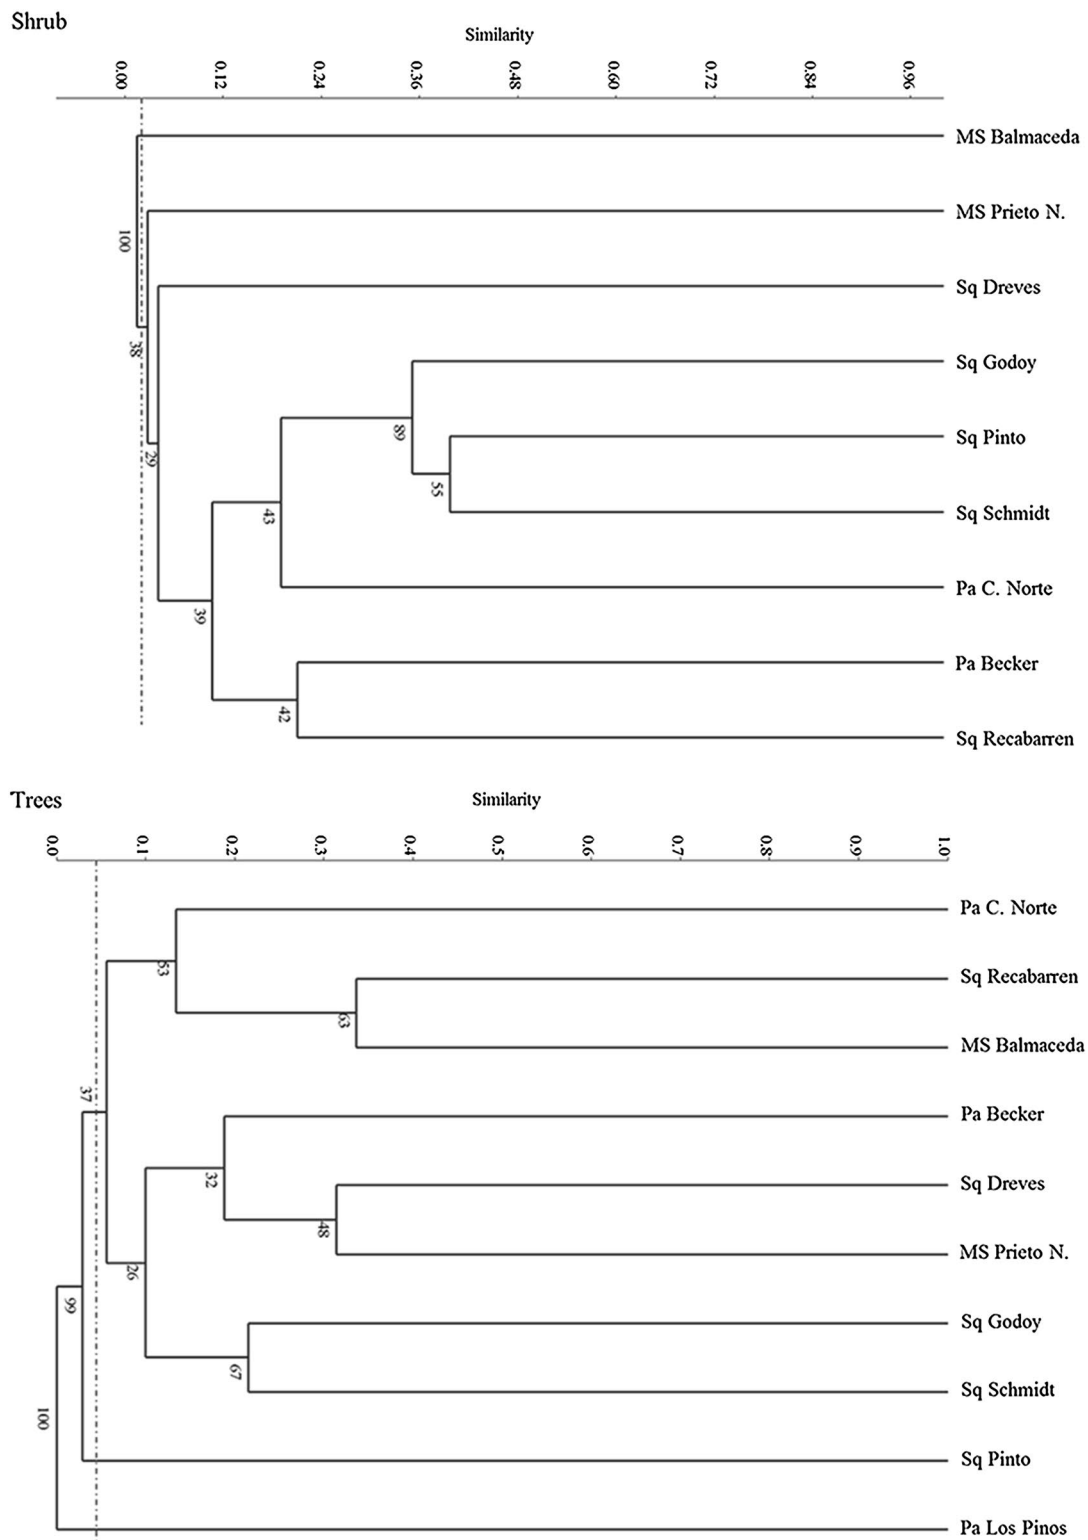 Shrub
Similarity
0.00 0.12 0.24 0.36 0.48 0.60 0.72 0.84 0.96
MS Balmaceda
MS Prieto N.
100
Sq Dreves
38
Sq Godoy
89
Sq Pinto
29
55
Sq Schmidt
43
Pa C. Norte
39
Pa Becker
42
Sq Recabarren
Trees
Similarity
0.0 0.1 0.2 0.3 0.4 0.5 0.6 0.7 0.8 0.9 1.0
Pa C. Norte
53
Sq Recabarren
63
MS Balmaceda
37
Pa Becker
32
Sq Dreves
48
MS Prieto N.
26
99
Sq Godoy
67
Sq Schmidt
100
Sq Pinto
Pa Los Pinos